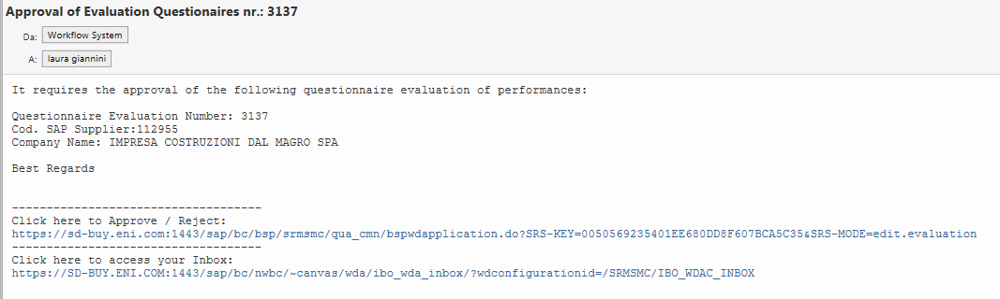 Approval of Evaluation Questionaires nr.: 3137
Da: Workflow System
A: laura giannini
It requires the approval of the following questionnaire evaluation of performances:
Questionnaire Evaluation Number: 3137
Cod. SAP Supplier:112955
Company Name: IMPRESA COSTRUZIONI DAL MAGRO SPA
Best Regards
------------------------------------
Click here to Approve / Reject:
https://sd-buy.eni.com:1443/sap/bc/bsp/srmsmc/qua_cmn/bspwdapplication.do?SRS-KEY=0050569235401EE680DD8F607BCA5C35&SRS-MODE=edit.evaluation
------------------------------------
Click here to access your Inbox:
https://SD-BUY.ENI.COM:1443/sap/bc/nwbc/~canvas/wda/ibo_wda_inbox/?wdconfigurationid=/SRMSMC/IBO_WDAC_INBOX